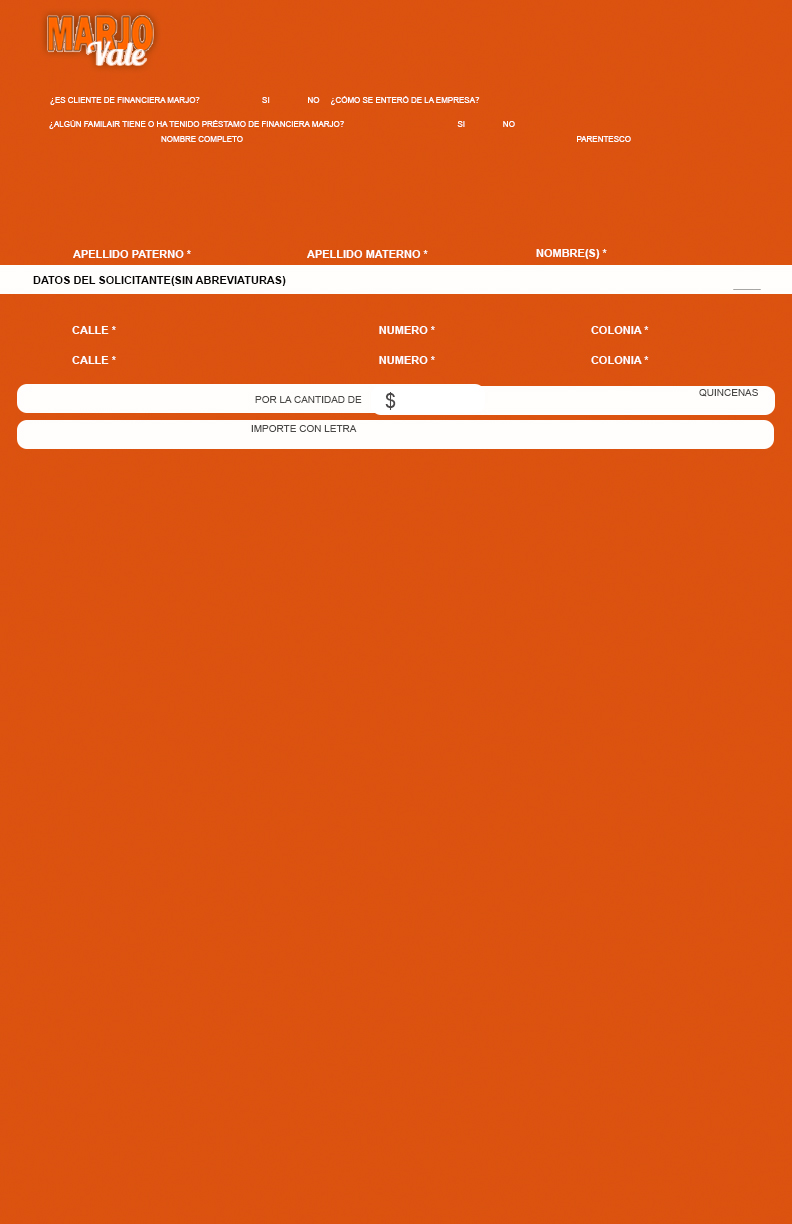 MARJO
Vale
¿ES CLIENTE DE FINANCIERA MARJO? SI NO ¿CÓMO SE ENTERÓ DE LA EMPRESA?
¿ALGÚN FAMILAIR TIENE O HA TENIDO PRÉSTAMO DE FINANCIERA MARJO? SI NO
NOMBRE COMPLETO PARENTESCO
APELLIDO PATERNO * APELLIDO MATERNO * NOMBRE(S) *
DATOS DEL SOLICITANTE(SIN ABREVIATURAS) ____
CALLE * NUMERO * COLONIA *
CALLE * NUMERO * COLONIA *
POR LA CANTIDAD DE $ QUINCENAS
IMPORTE CON LETRA